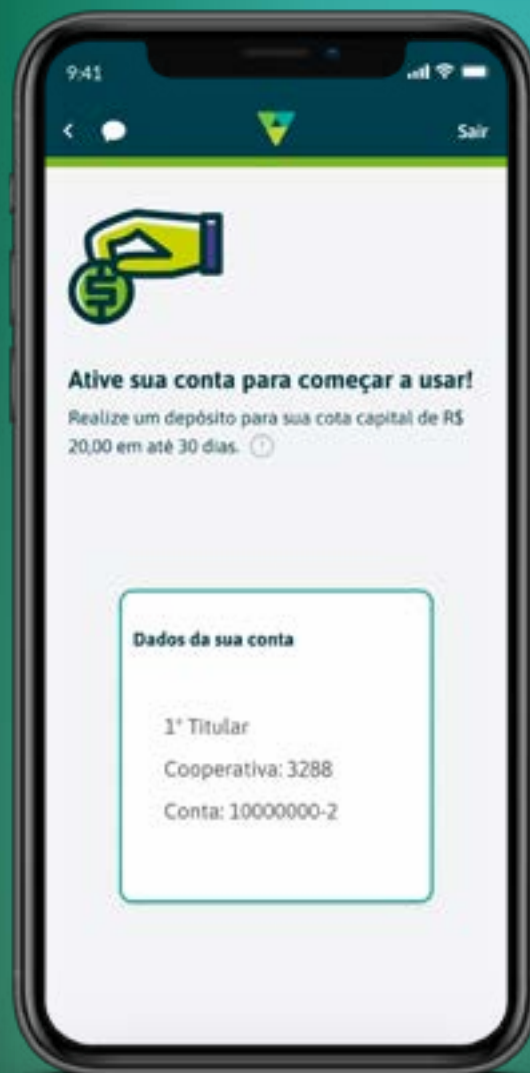 9:41
Sair
Ative sua conta para começar a usar!
Realize um depósito para sua cota capital de R$
20,00 em até 30 dias.
Dados da sua conta
1° Titular
Cooperativa: 3288
Conta: 10000000-2